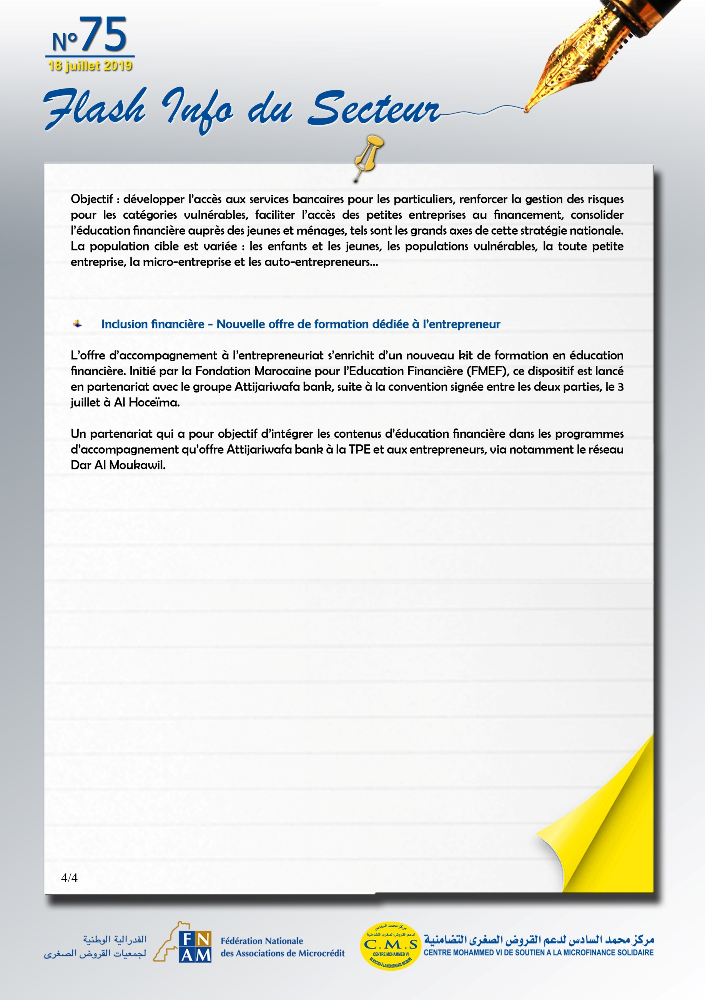 N°75
18 juillet 2019
Flash Info du Secteur
Objectif : développer l'accès aux services bancaires pour les particuliers, renforcer la gestion des risques
pour les catégories vulnérables, faciliter l'accès des petites entreprises au financement, consolider
l'éducation financière auprès des jeunes et ménages, tels sont les grands axes de cette stratégie nationale.
La population cible est variée : les enfants et les jeunes, les populations vulnérables, la toute petite
entreprise, la micro-entreprise et les auto-entrepreneurs...
Inclusion financière - Nouvelle offre de formation dédiée à l'entrepreneur
L'offre d'accompagnement à l'entrepreneuriat s'enrichit d'un nouveau kit de formation en éducation
financière. Initié par la Fondation Marocaine pour l'Education Financière (FMEF), ce dispositif est lancé
en partenariat avec le groupe Attijariwafa bank, suite à la convention signée entre les deux parties, le 3
juillet à Al Hoceïma.
Un partenariat qui a pour objectif d'intégrer les contenus d'éducation financière dans les programmes
d'accompagnement qu'offre Attijariwafa bank à la TPE et aux entrepreneurs, via notamment le réseau
Dar Al Moukawil.
4/4
الفدرالية الوطنية
لجمعيات القروض الصغرى
FN
AM
Fédération Nationale
des Associations de Microcrédit
مركز محمد السادس
لدعم القروض الصغرى التضامنية
C.M.S
CENTRE MOHAMMED VI
DE SOUTIEN À LA MICROFINANCE SOLIDAIRE
مركز محمد السادس لدعم القروض الصغرى التضامنية
CENTRE MOHAMMED VI DE SOUTIEN A LA MICROFINANCE SOLIDAIRE